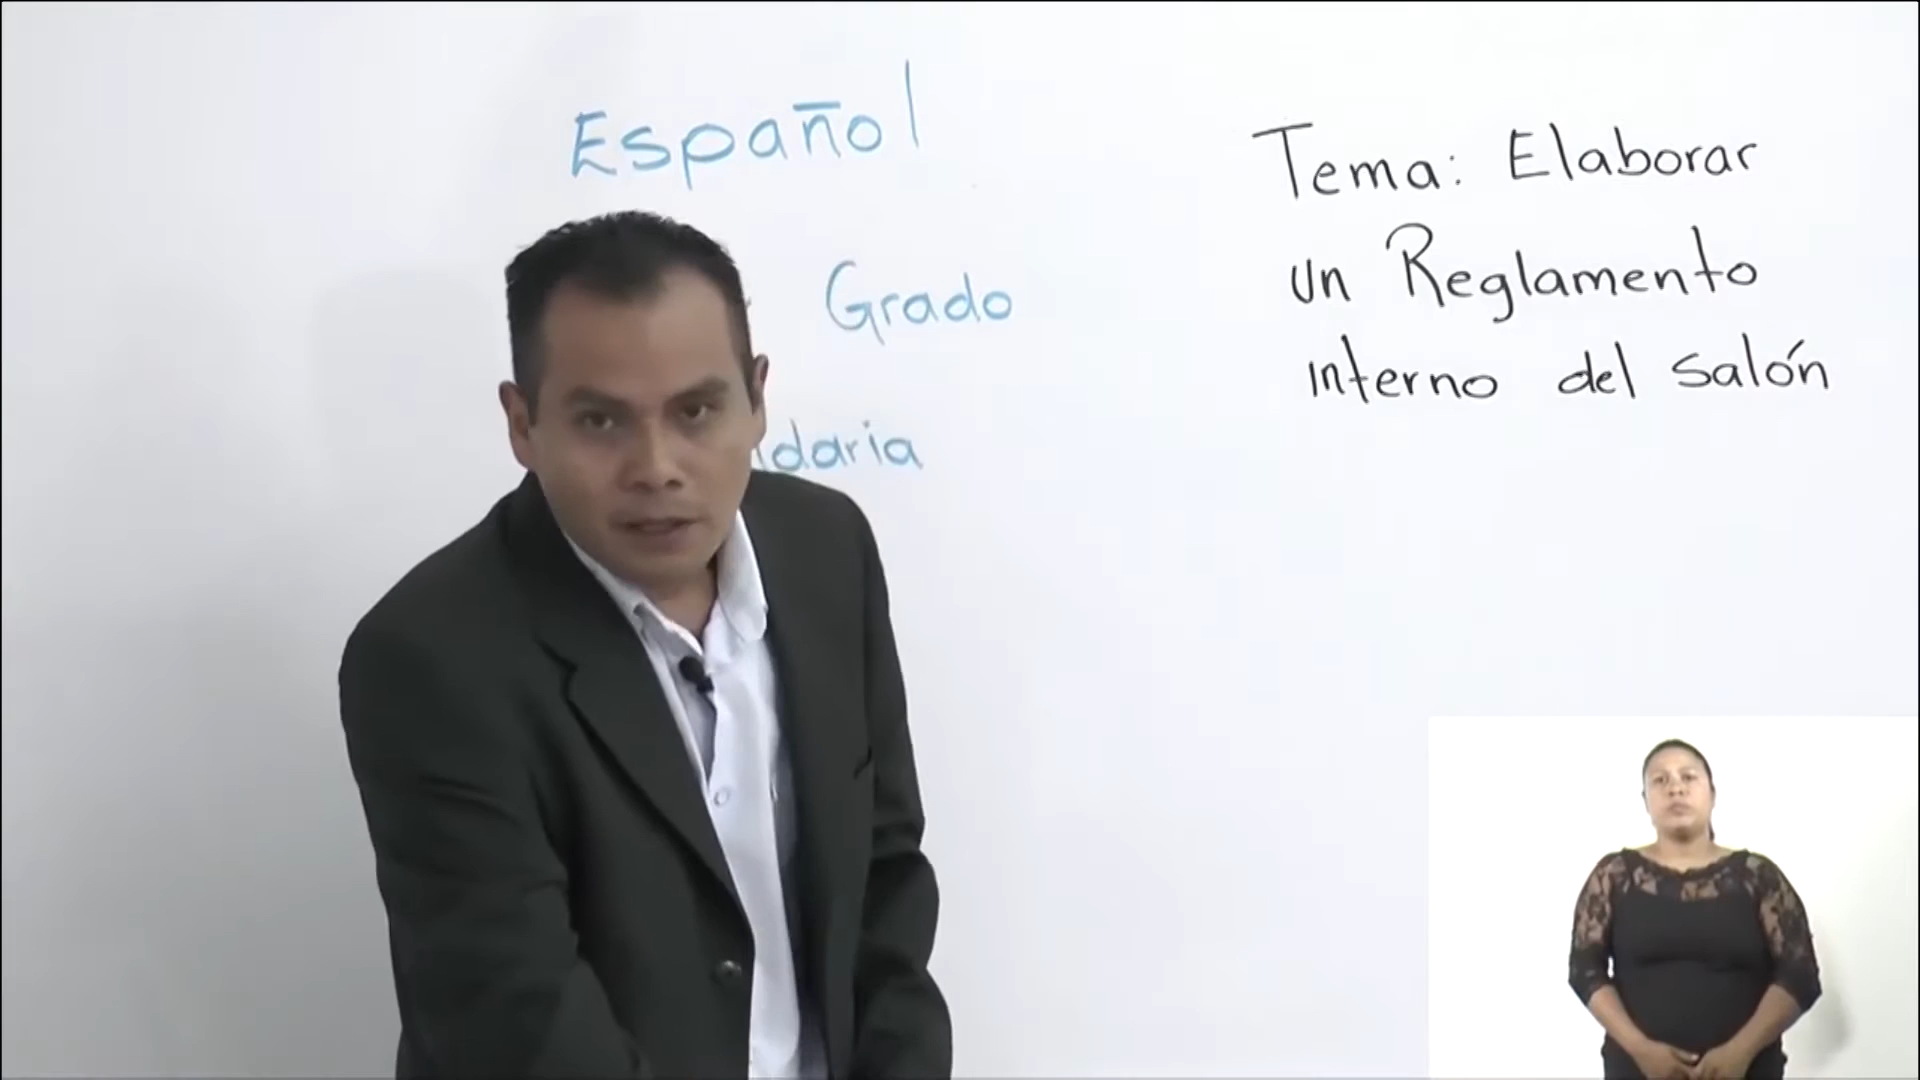 Español
Grado
Tema: Elaborar
un Reglamento
interno del salón